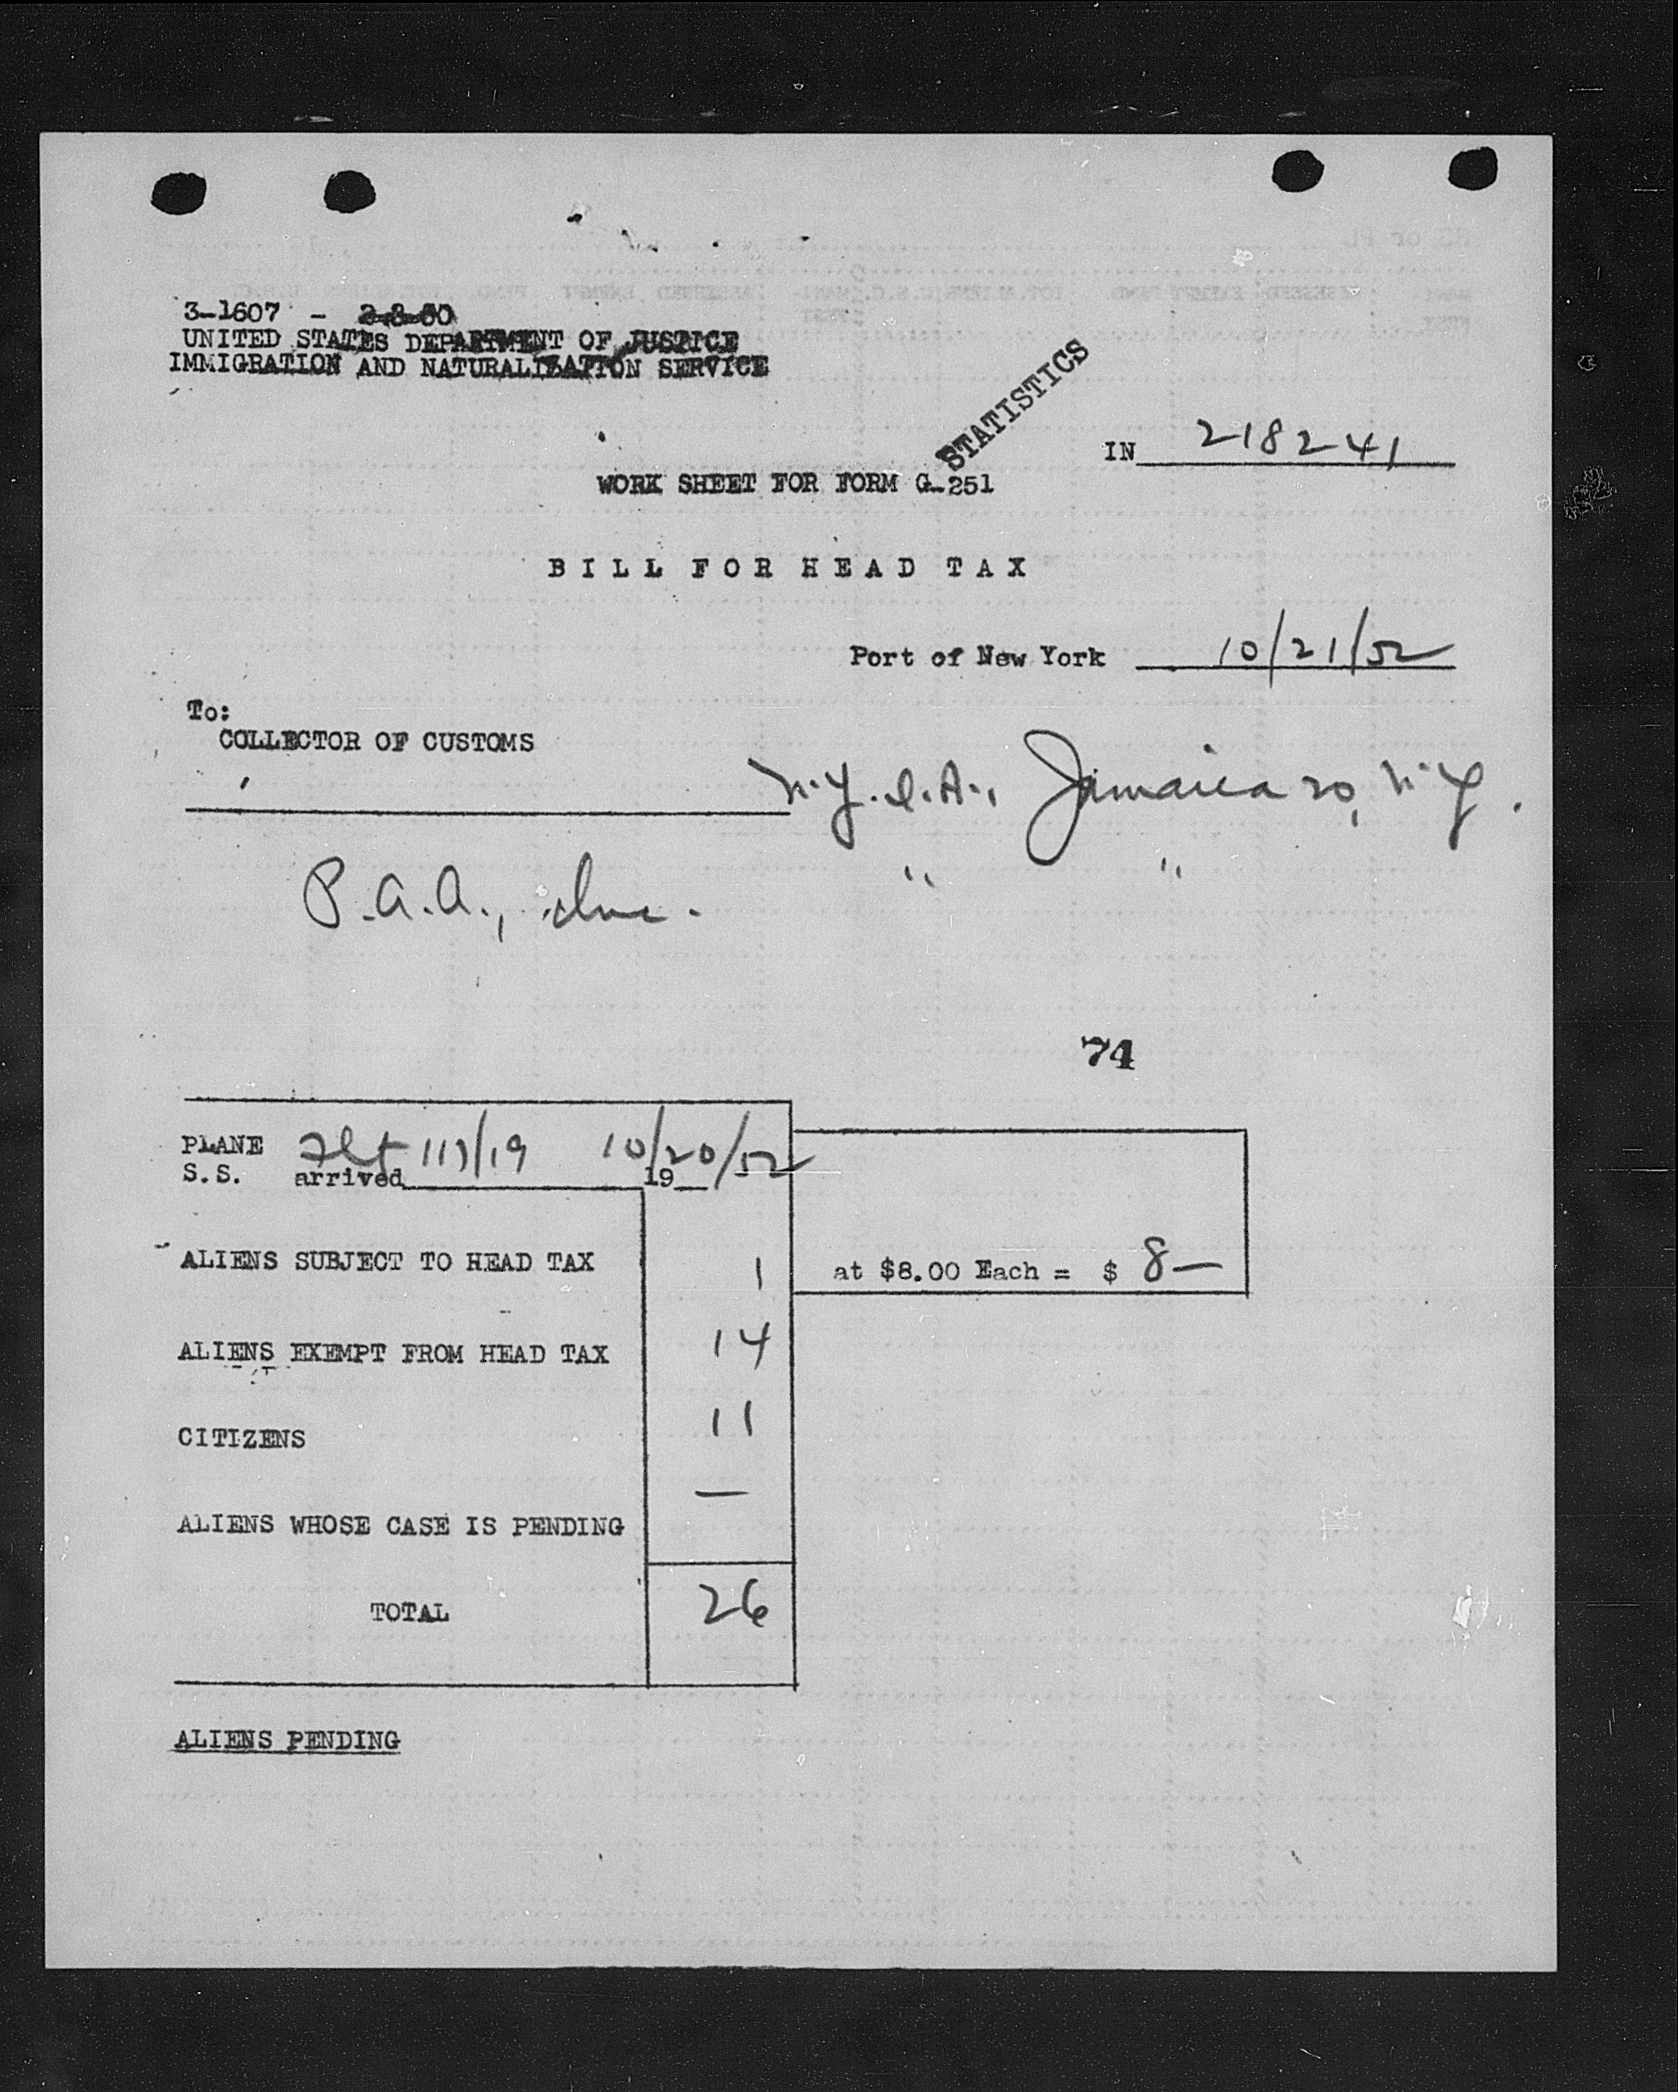 3-1607 - 2-8-50
UNITED STATES DEPARTMENT OF JUSTICE
IMMIGRATION AND NATURALIZATION SERVICE
STATISTICS
IN 218241
WORK SHEET FOR FORM G-251
BILL FOR HEAD TAX
Port of New York 10/21/52
To:
COLLECTOR OF CUSTOMS
N.Y.I.A., Jamaica 20, N.Y.
P.A.A., Inc. " "
74
PLANE Flt 10/20/52
S.S. arrived 19
ALIENS SUBJECT TO HEAD TAX 1 at $8.00 Each = $ 8—
ALIENS EXEMPT FROM HEAD TAX 14
CITIZENS 11
ALIENS WHOSE CASE IS PENDING —
TOTAL 26
ALIENS PENDING